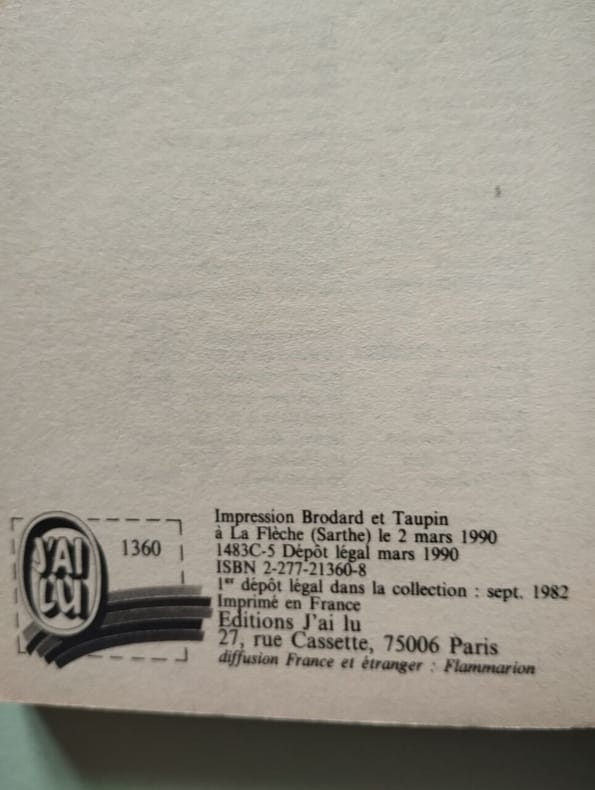 J'AI
LU
1360
Impression Brodard et Taupin
à La Flèche (Sarthe) le 2 mars 1990
1483C-5 Dépôt légal mars 1990
ISBN 2-277-21360-8
1er dépôt légal dans la collection : sept. 1982
Imprimé en France
Editions J'ai lu
27, rue Cassette, 75006 Paris
diffusion France et étranger : Flammarion